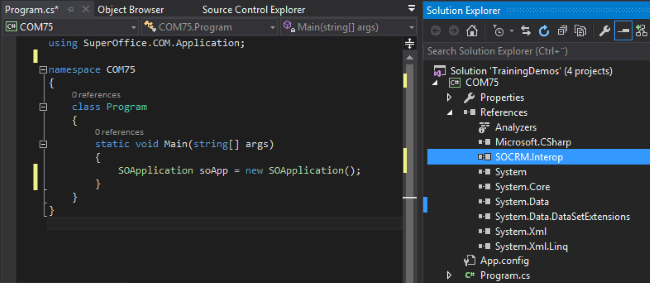 Program.cs*
Object Browser
Source Control Explorer
COM75
COM75.Program
Main(string[] args)
using SuperOffice.COM.Application;
namespace COM75
{
0 references
class Program
{
0 references
static void Main(string[] args)
{
SOApplication soApp = new SOApplication();
}
}
}
Solution Explorer
Search Solution Explorer (Ctrl+¨)
Solution 'TrainingDemos' (4 projects)
COM75
Properties
References
Analyzers
Microsoft.CSharp
SOCRM.Interop
System
System.Core
System.Data
System.Data.DataSetExtensions
System.Xml
System.Xml.Linq
App.config
Program.cs